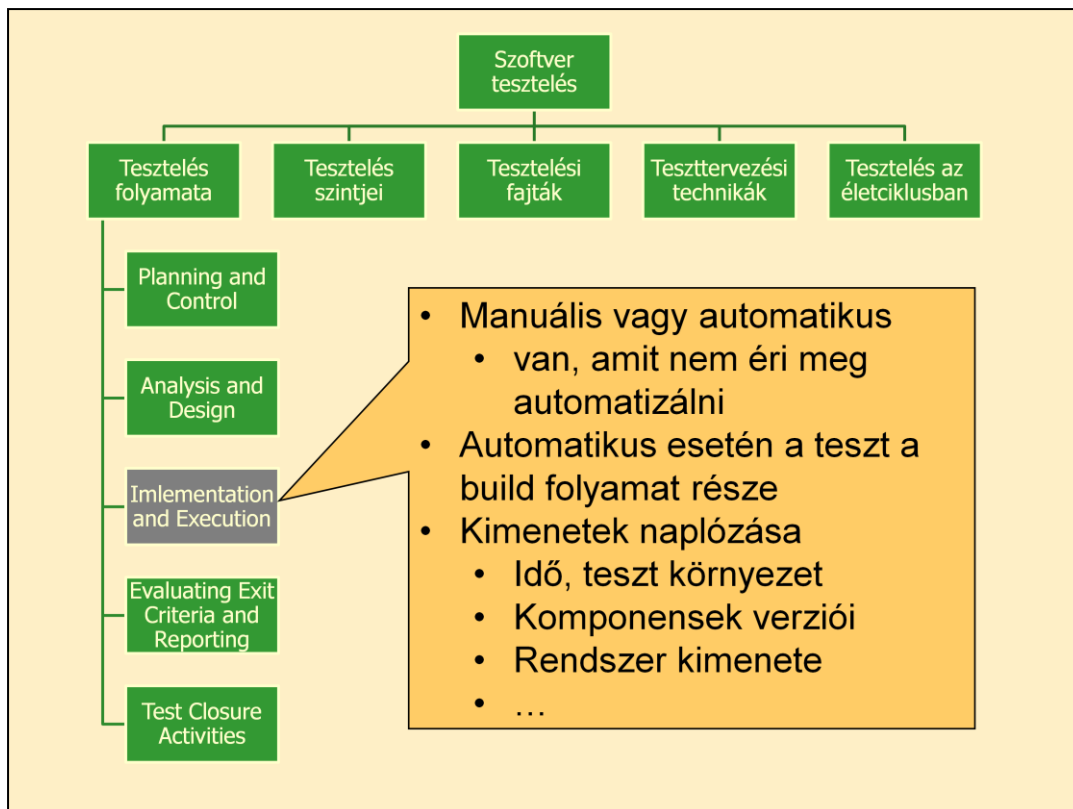 Szoftver
tesztelés
Tesztelés
folyamata
Tesztelés
szintjei
Tesztelési
fajták
Teszttervezési
technikák
Tesztelés az
életciklusban
Planning and
Control
Analysis and
Design
Imlementation
and Execution
Evaluating Exit
Criteria and
Reporting
Test Closure
Activities
• Manuális vagy automatikus
• van, amit nem éri meg
automatizálni
• Automatikus esetén a teszt a
build folyamat része
• Kimenetek naplózása
• Idő, teszt környezet
• Komponensek verziói
• Rendszer kimenete
• …